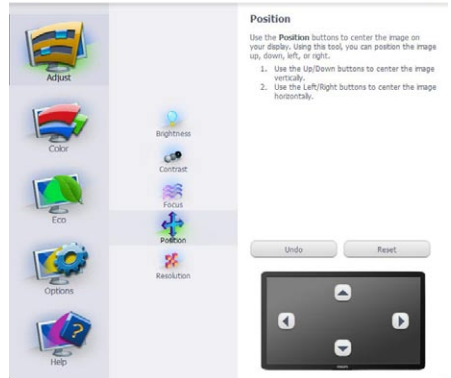 Adjust
Color
Eco
Options
Help
Brightness
Contrast
Focus
Position
Resolution
Position
Use the Position buttons to center the image on
your display. Using this tool, you can position the image
up, down, left, or right.
1. Use the Up/Down buttons to center the image
vertically.
2. Use the Left/Right buttons to center the image
horizontally.
Undo
Reset